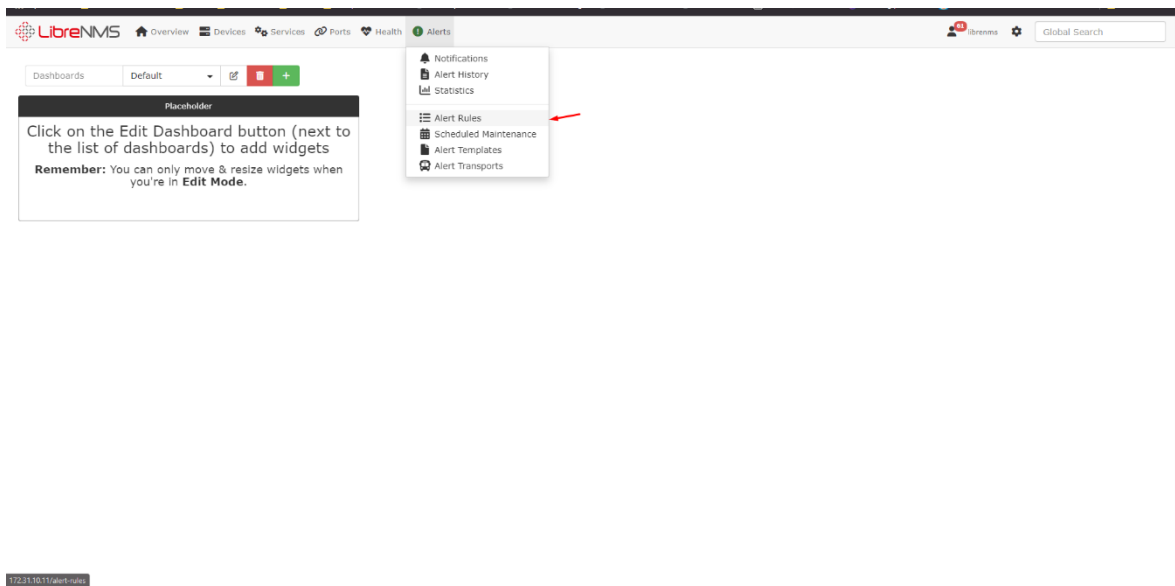 LibreNMS Overview Devices Services Ports Health Alerts librenms Global Search
Notifications
Alert History
Statistics
Alert Rules
Scheduled Maintenance
Alert Templates
Alert Transports
Dashboards Default
Placeholder
Click on the Edit Dashboard button (next to
the list of dashboards) to add widgets
Remember: You can only move & resize widgets when
you're in Edit Mode.
172.31.10.11/alert-rules